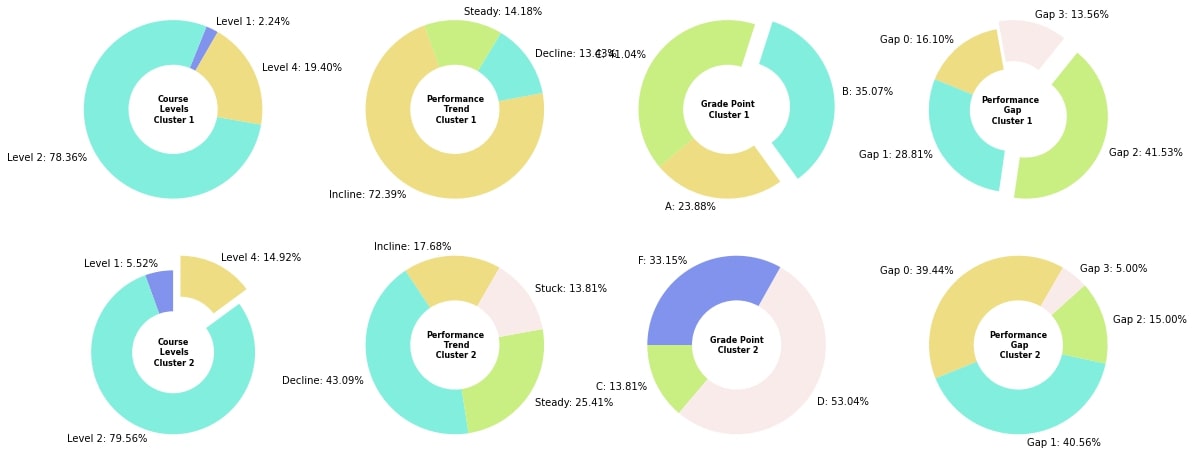 Level 1: 2.24%
Level 4: 19.40%
Level 2: 78.36%
Course
Levels
Cluster 1
Steady: 14.18%
Decline: 13.43%
Incline: 72.39%
Performance
Trend
Cluster 1
C: 41.04%
B: 35.07%
A: 23.88%
Grade Point
Cluster 1
Gap 3: 13.56%
Gap 0: 16.10%
Gap 1: 28.81%
Gap 2: 41.53%
Performance
Gap
Cluster 1
Level 1: 5.52%
Level 4: 14.92%
Level 2: 79.56%
Course
Levels
Cluster 2
Incline: 17.68%
Stuck: 13.81%
Decline: 43.09%
Steady: 25.41%
Performance
Trend
Cluster 2
F: 33.15%
C: 13.81%
D: 53.04%
Grade Point
Cluster 2
Gap 0: 39.44%
Gap 3: 5.00%
Gap 2: 15.00%
Gap 1: 40.56%
Performance
Gap
Cluster 2